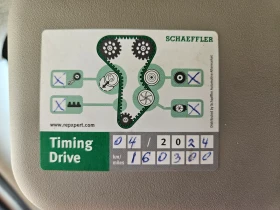 SCHAEFFLER
X X
X X
www.repxpert.com
Timing 04 / 2024
Drive km/ miles 160300